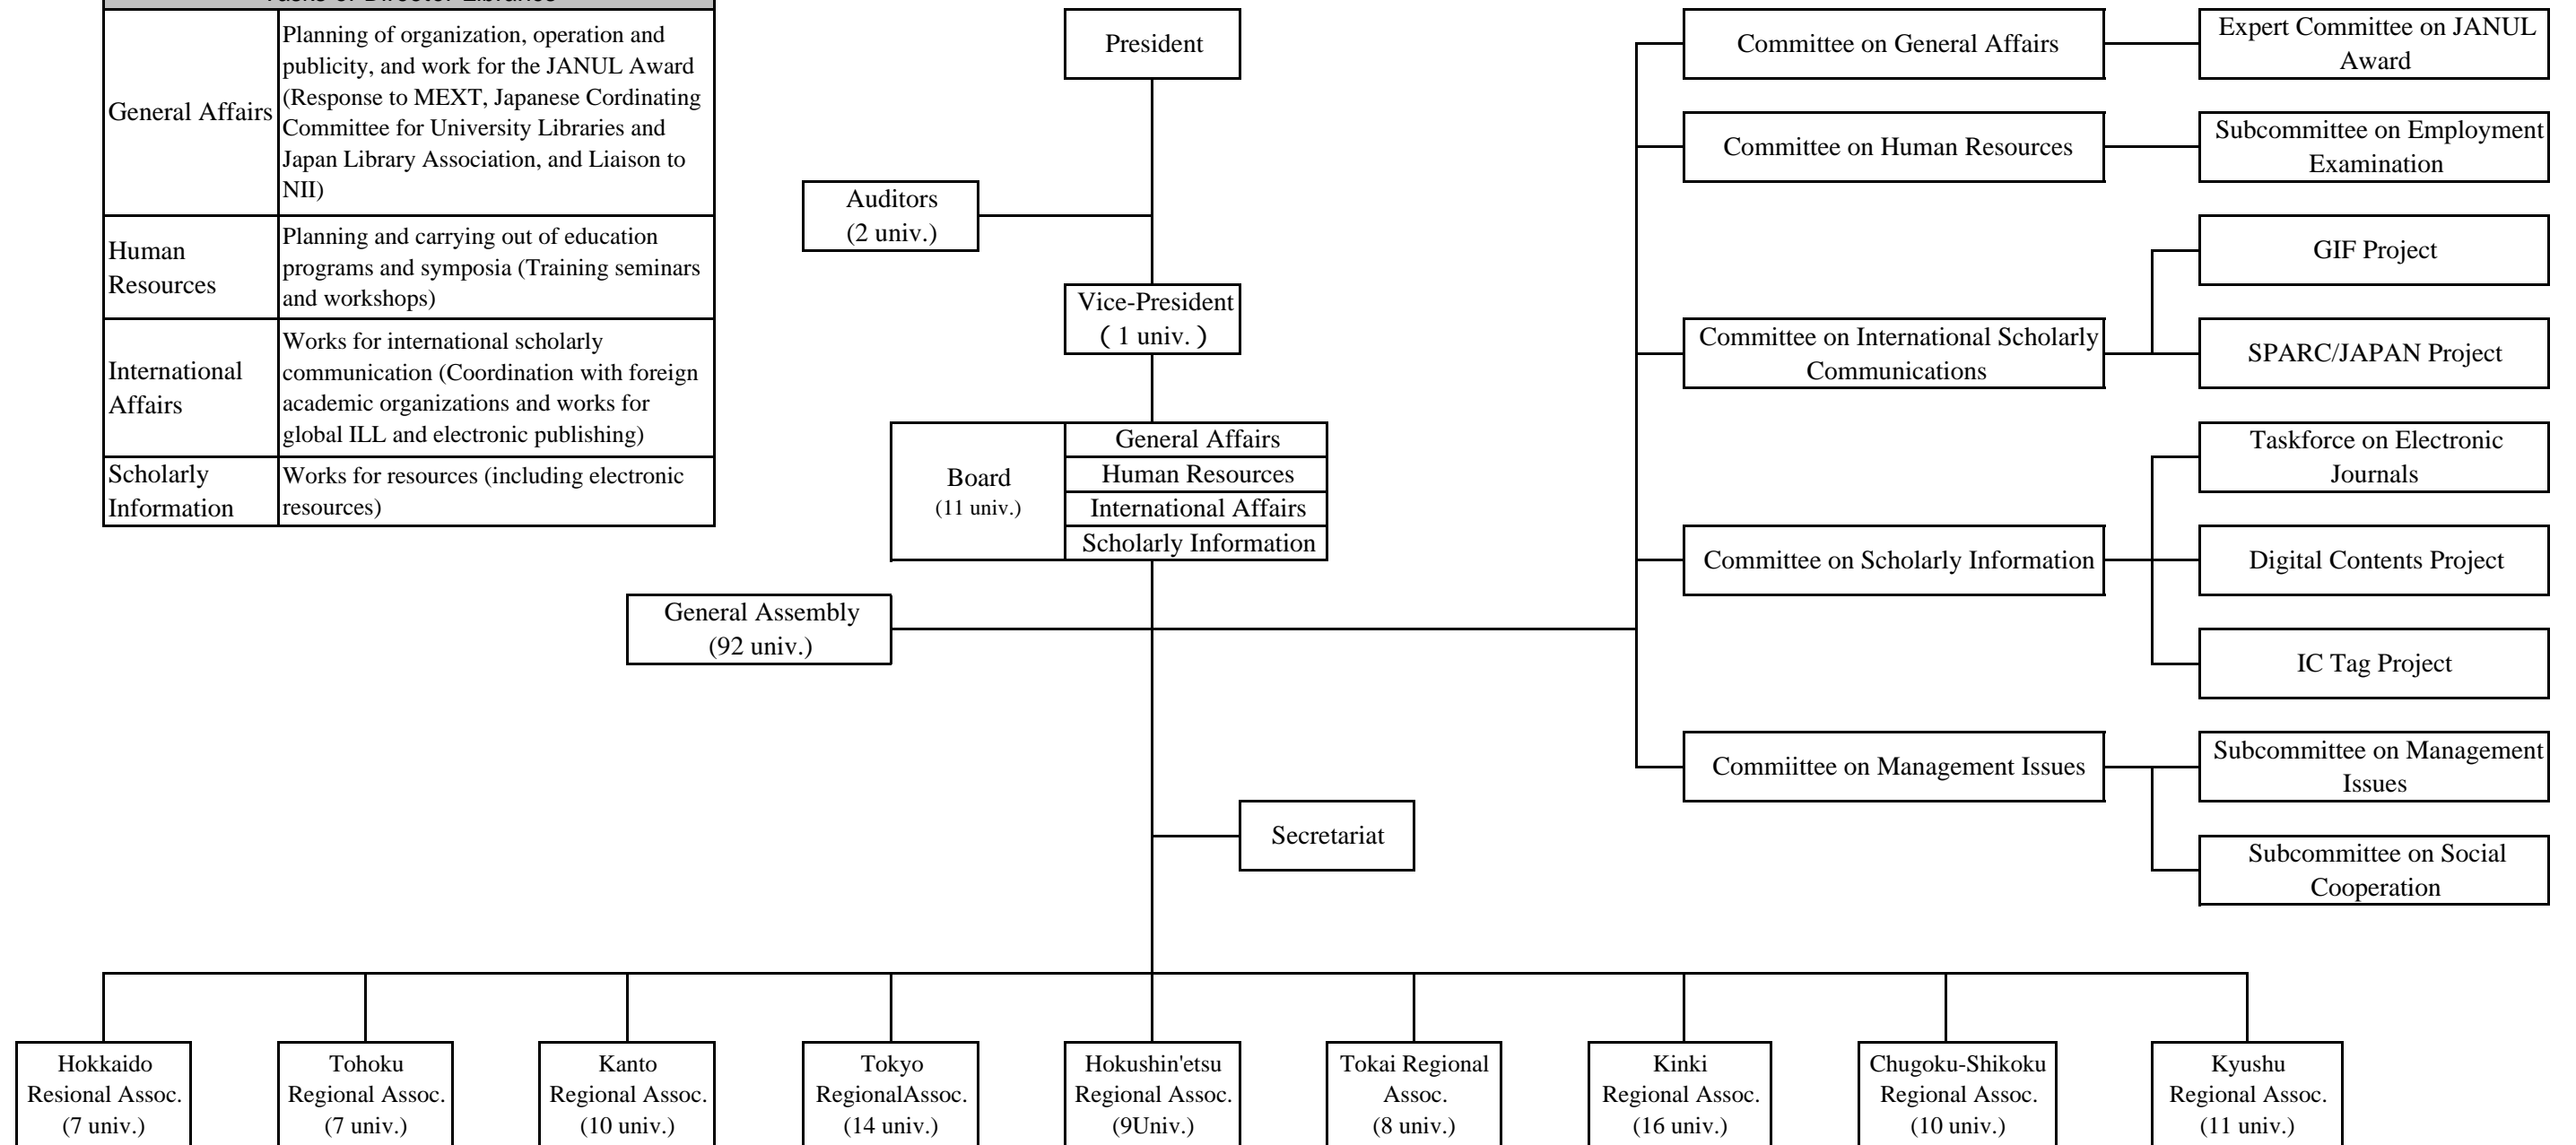 Tasks of Director Libraries
General Affairs
Planning of organization, operation and
publicity, and work for the JANUL Award
(Response to MEXT, Japanese Cordinating
Committee for University Libraries and
Japan Library Association, and Liaison to
NII)
Human
Resources
Planning and carrying out of education
programs and symposia (Training seminars
and workshops)
International
Affairs
Works for international scholarly
communication (Coordination with foreign
academic organizations and works for
global ILL and electronic publishing)
Scholarly
Information
Works for resources (including electronic
resources)
President
Auditors
(2 univ.)
Vice-President
( 1 univ. )
Board
(11 univ.)
General Affairs
Human Resources
International Affairs
Scholarly Information
General Assembly
(92 univ.)
Secretariat
Committee on General Affairs
Expert Committee on JANUL
Award
Committee on Human Resources
Subcommittee on Employment
Examination
Committee on International Scholarly
Communications
GIF Project
SPARC/JAPAN Project
Committee on Scholarly Information
Taskforce on Electronic
Journals
Digital Contents Project
IC Tag Project
Commiittee on Management Issues
Subcommittee on Management
Issues
Subcommittee on Social
Cooperation
Hokkaido
Resional Assoc.
(7 univ.)
Tohoku
Regional Assoc.
(7 univ.)
Kanto
Regional Assoc.
(10 univ.)
Tokyo
RegionalAssoc.
(14 univ.)
Hokushin'etsu
Regional Assoc.
(9Univ.)
Tokai Regional
Assoc.
(8 univ.)
Kinki
Regional Assoc.
(16 univ.)
Chugoku-Shikoku
Regional Assoc.
(10 univ.)
Kyushu
Regional Assoc.
(11 univ.)